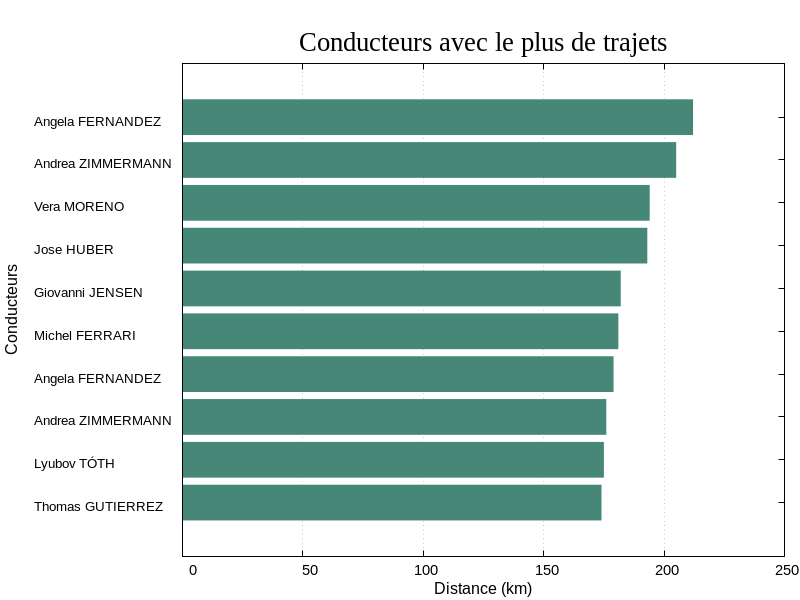 Conducteurs avec le plus de trajets
Angela FERNANDEZ
Andrea ZIMMERMANN
Vera MORENO
Jose HUBER
Giovanni JENSEN
Michel FERRARI
Angela FERNANDEZ
Andrea ZIMMERMANN
Lyubov TÓTH
Thomas GUTIERREZ
Conducteurs
0 50 100 150 200 250
Distance (km)